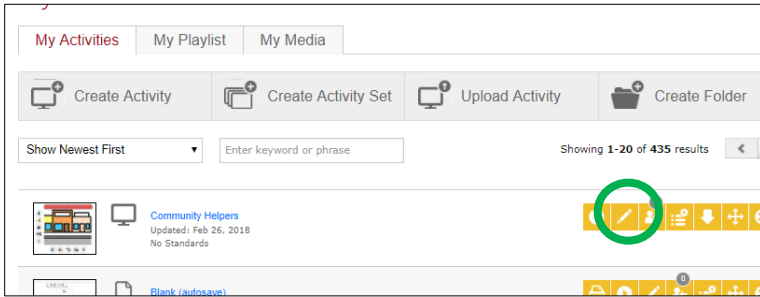 My Activities
My Playlist
My Media
Create Activity
Create Activity Set
Upload Activity
Create Folder
Show Newest First
Enter keyword or phrase
Showing 1-20 of 435 results
Community Helpers
Updated: Feb 26, 2018
No Standards
0
Blank (autosave)